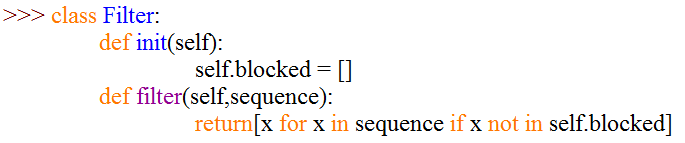 >>> class Filter:
def init(self):
self.blocked = []
def filter(self,sequence):
return[x for x in sequence if x not in self.blocked]